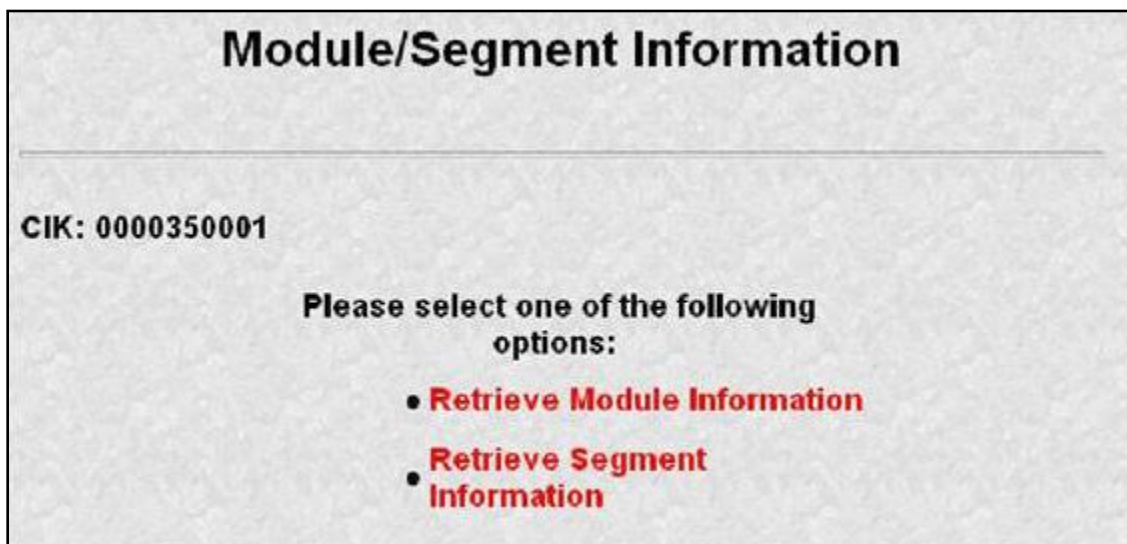 Module/Segment Information
CIK: 0000350001
Please select one of the following
options:
Retrieve Module Information
Retrieve Segment
Information